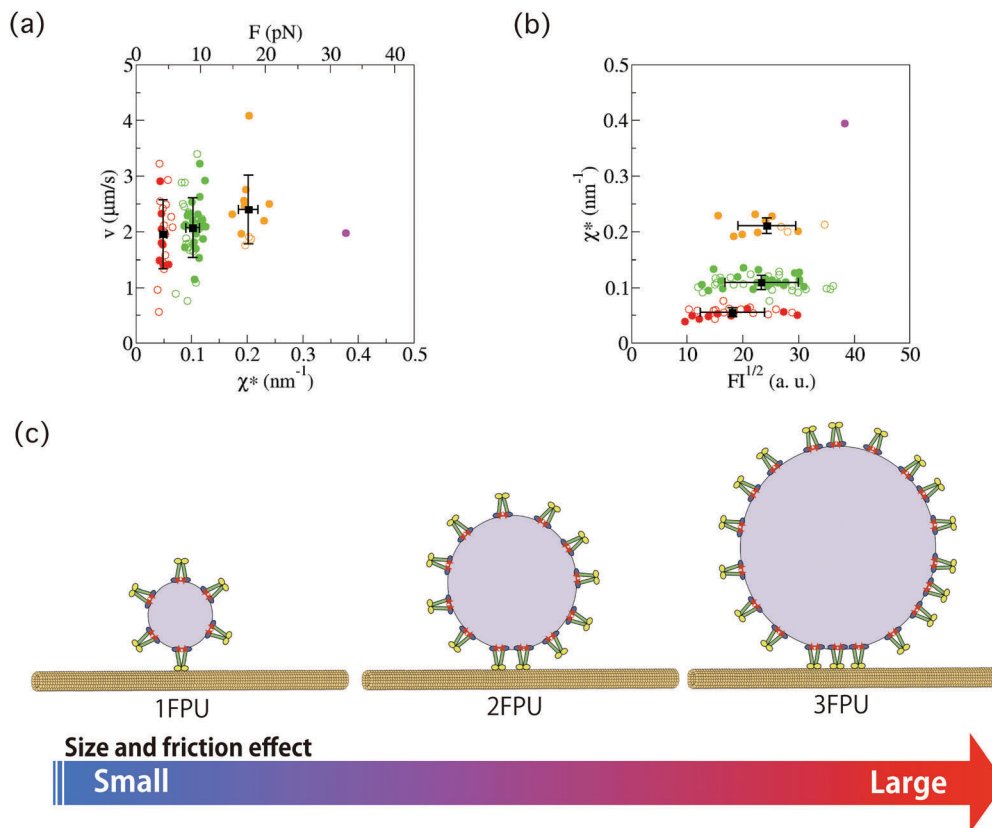 (a)
F (pN)
0 10 20 30 40
5
4
3
2
1
0
v (μm/s)
0 0.1 0.2 0.3 0.4 0.5
χ* (nm⁻¹)
(b)
0.5
0.4
0.3
0.2
0.1
0
χ* (nm⁻¹)
0 10 20 30 40 50
FI^1/2 (a. u.)
(c)
1FPU 2FPU 3FPU
Size and friction effect
Small Large